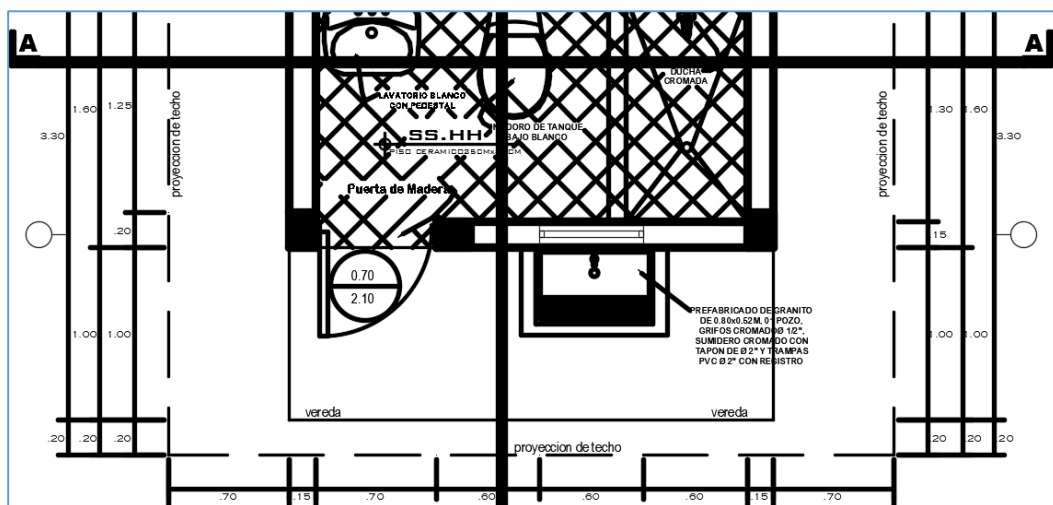 A
A
DUCHA
CROMADA
LAVATORIO BLANCO
CON PEDESTAL
SS.HH
DE TANQUE
BAJO BLANCO
PISO
Puerta de Madera
1.60
1.25
3.30
proyeccion de techo
.20
1.00
1.00
.20
.20
.20
proyeccion de techo
1.30
1.60
3.30
.15
1.00
1.00
.20
.20
.20
0.70
2.10
PREFABRICADO DE GRANITO
DE 0.80x0.52M, 01 POZO,
GRIFOS CROMADO Ø 1/2",
SUMIDERO CROMADO CON
TAPON DE Ø 2" Y TRAMPAS
PVC Ø 2" CON REGISTRO
vereda
vereda
proyeccion de techo
.70
.15
.70
.60
.60
.60
.15
.70